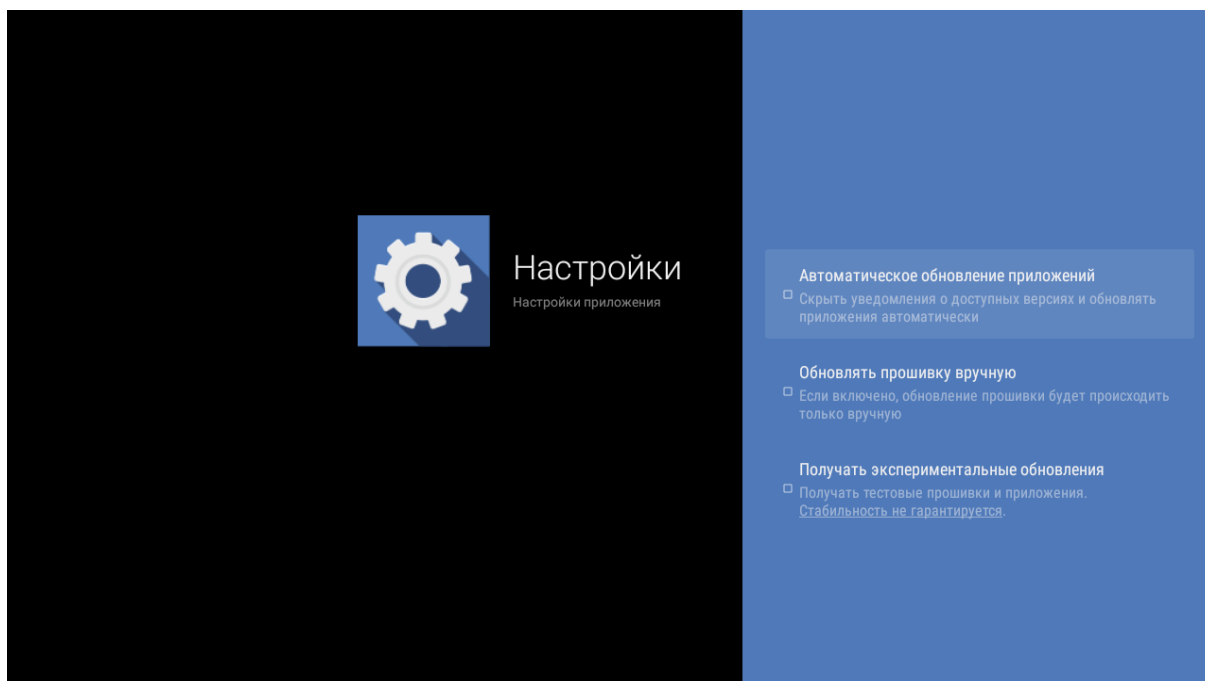 Настройки
Настройки приложения
Автоматическое обновление приложений
Скрыть уведомления о доступных версиях и обновлять
приложения автоматически
Обновлять прошивку вручную
Если включено, обновление прошивки будет происходить
только вручную
Получать экспериментальные обновления
Получать тестовые прошивки и приложения.
Стабильность не гарантируется.